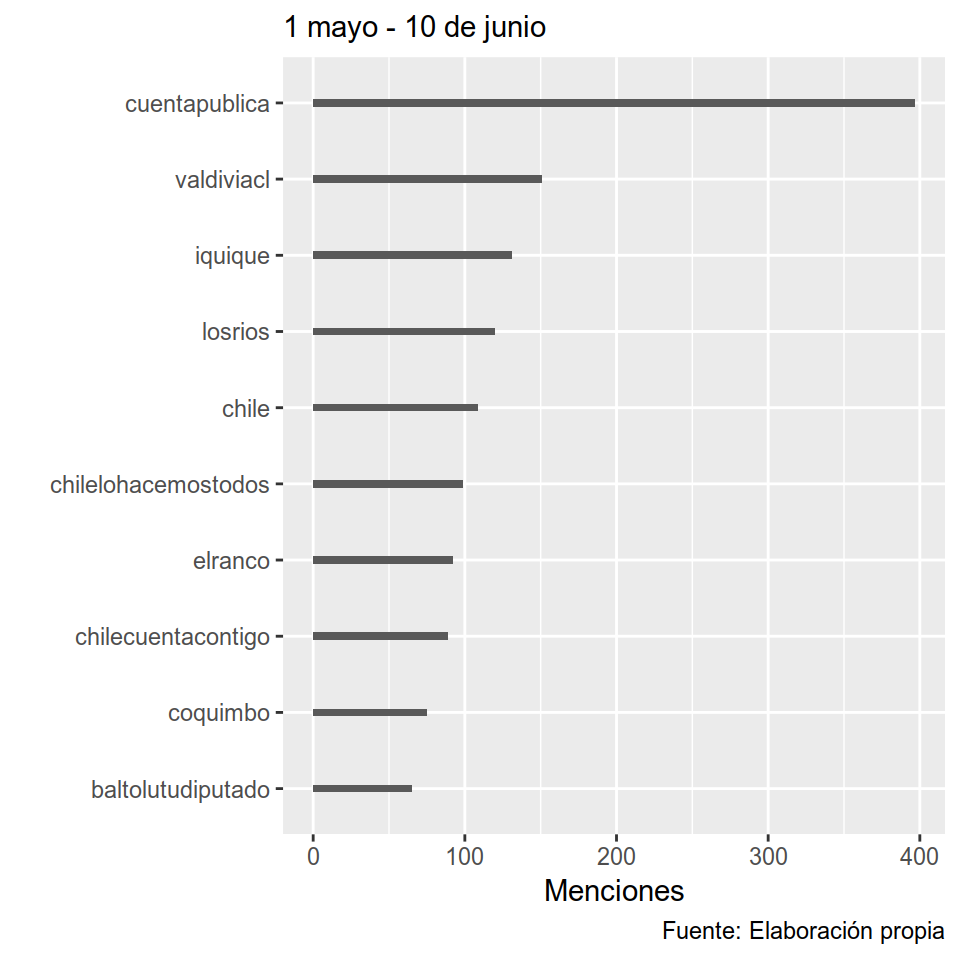 1 mayo - 10 de junio
cuentapublica
valdiviacl
iquique
losrios
chile
chilelohacemostodos
elranco
chilecuentacontigo
coquimbo
baltolutudiputado
0 100 200 300 400
Menciones
Fuente: Elaboración propia